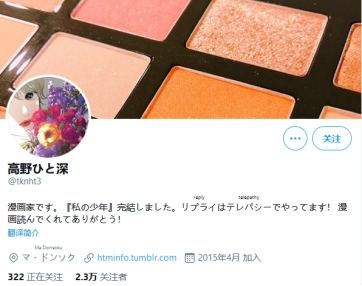 关注
高野ひと深
@tknht3
reply telepathy
漫画家です。『私の少年』完結しました。リプライはテレパシーでやってます！ 漫
画読んでくれてありがとう！
翻译简介
Ma Donseku
マ・ドンソク htminfo.tumblr.com 2015年4月 加入
322 正在关注 2.3万 关注者